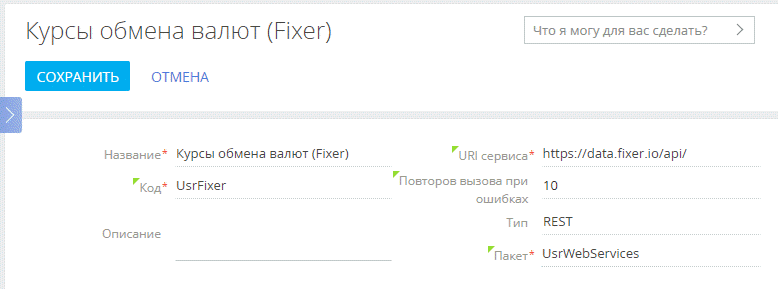 Курсы обмена валют (Fixer)
Что я могу для вас сделать?
СОХРАНИТЬ
ОТМЕНА
Название* Курсы обмена валют (Fixer)
Код* UsrFixer
Описание
URI сервиса* https://data.fixer.io/api/
Повторов вызова при
ошибках 10
Тип REST
Пакет* UsrWebServices